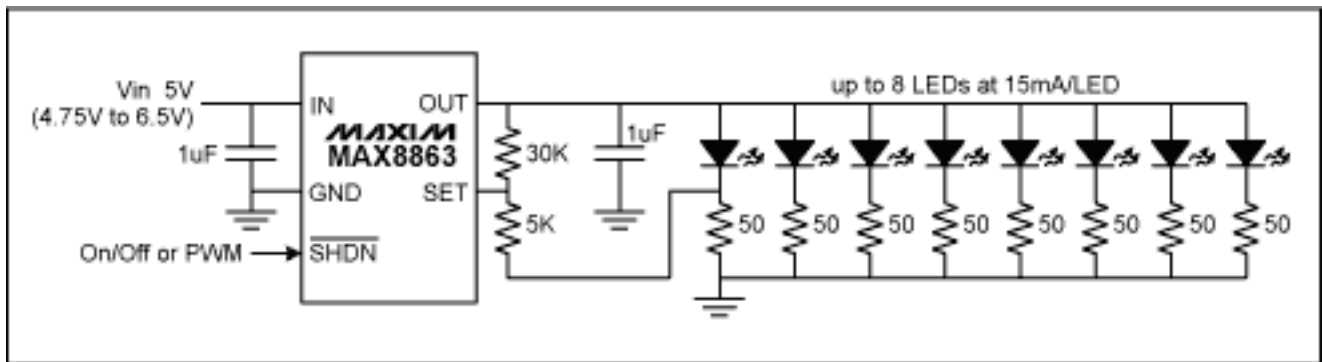 up to 8 LEDs at 15mA/LED
Vin 5V
(4.75V to 6.5V)
IN
OUT
MAXIM
MAX8863
1uF
30K
1uF
GND
SET
5K
50
50
50
50
50
50
50
50
On/Off or PWM
SHDN